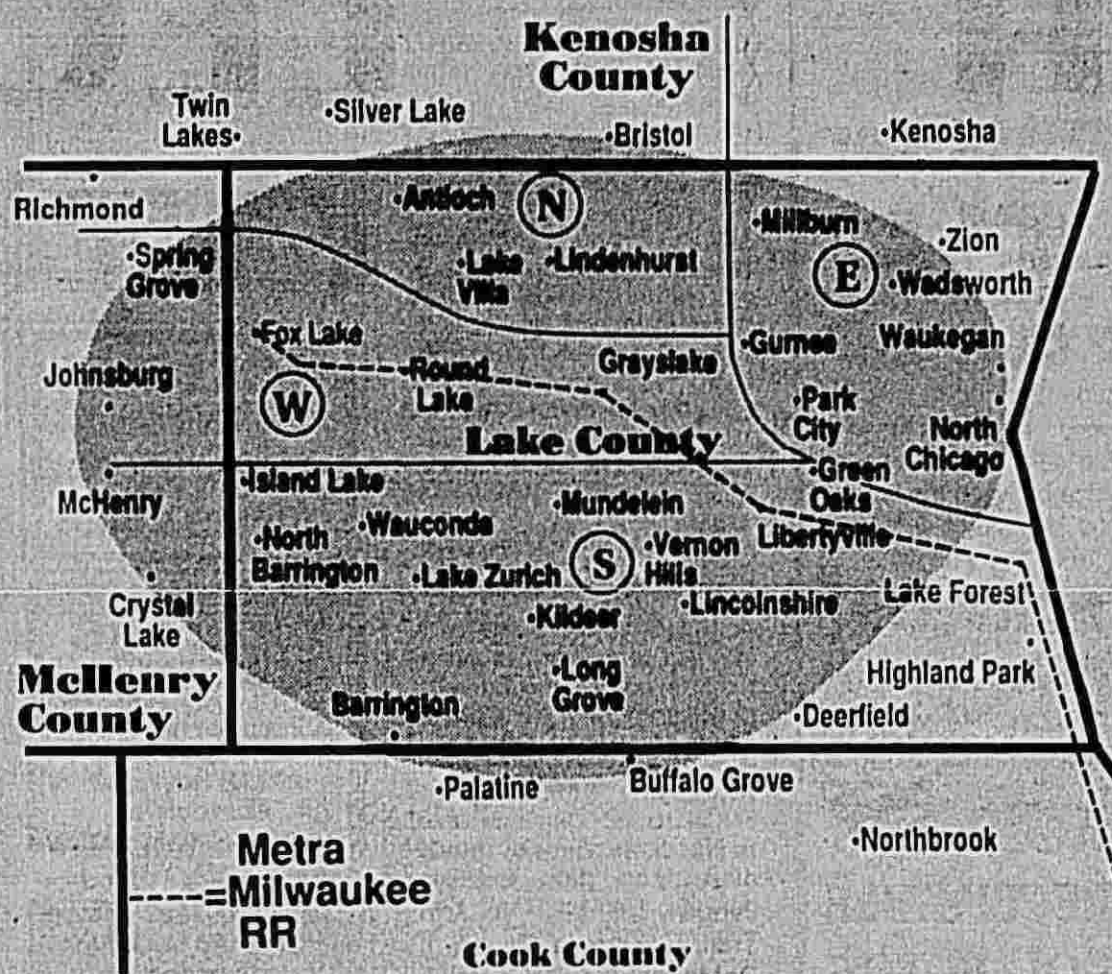 Kenosha
County
Twin
Lakes
Silver Lake
Bristol
Kenosha
Richmond
Antioch
N
Millburn
Zion
Spring
Grove
Lake
Villa
Lindenhurst
E
Wadsworth
Fox Lake
Grayslake
Gurnee
Waukegan
Johnsburg
Round
Lake
W
Park
City
North
Chicago
Lake County
Green
Oaks
McHenry
Island Lake
Mundelein
Wauconda
North
Barrington
Lake Zurich
S
Vernon
Hills
Libertyville
Crystal
Lake
Kildeer
Lincolnshire
Lake Forest
McHenry
County
Long
Grove
Highland Park
Barrington
Deerfield
Palatine
Buffalo Grove
Northbrook
Metra
----=Milwaukee
RR
Cook County